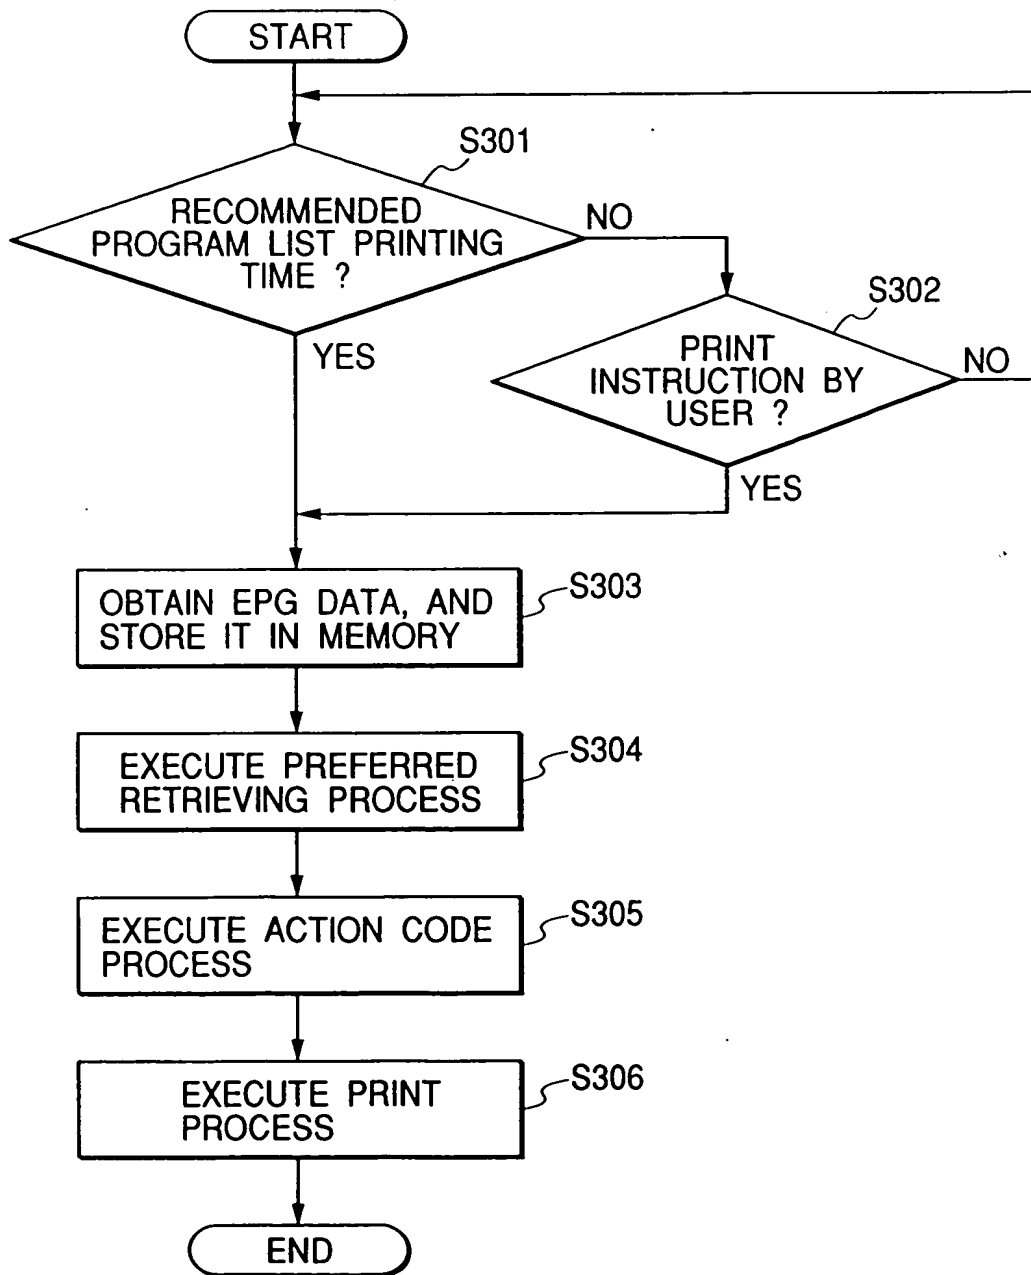 START
S301
RECOMMENDED
PROGRAM LIST PRINTING
TIME ?
NO
YES
S302
PRINT
INSTRUCTION BY
USER ?
NO
YES
S303
OBTAIN EPG DATA, AND
STORE IT IN MEMORY
S304
EXECUTE PREFERRED
RETRIEVING PROCESS
S305
EXECUTE ACTION CODE
PROCESS
S306
EXECUTE PRINT
PROCESS
END